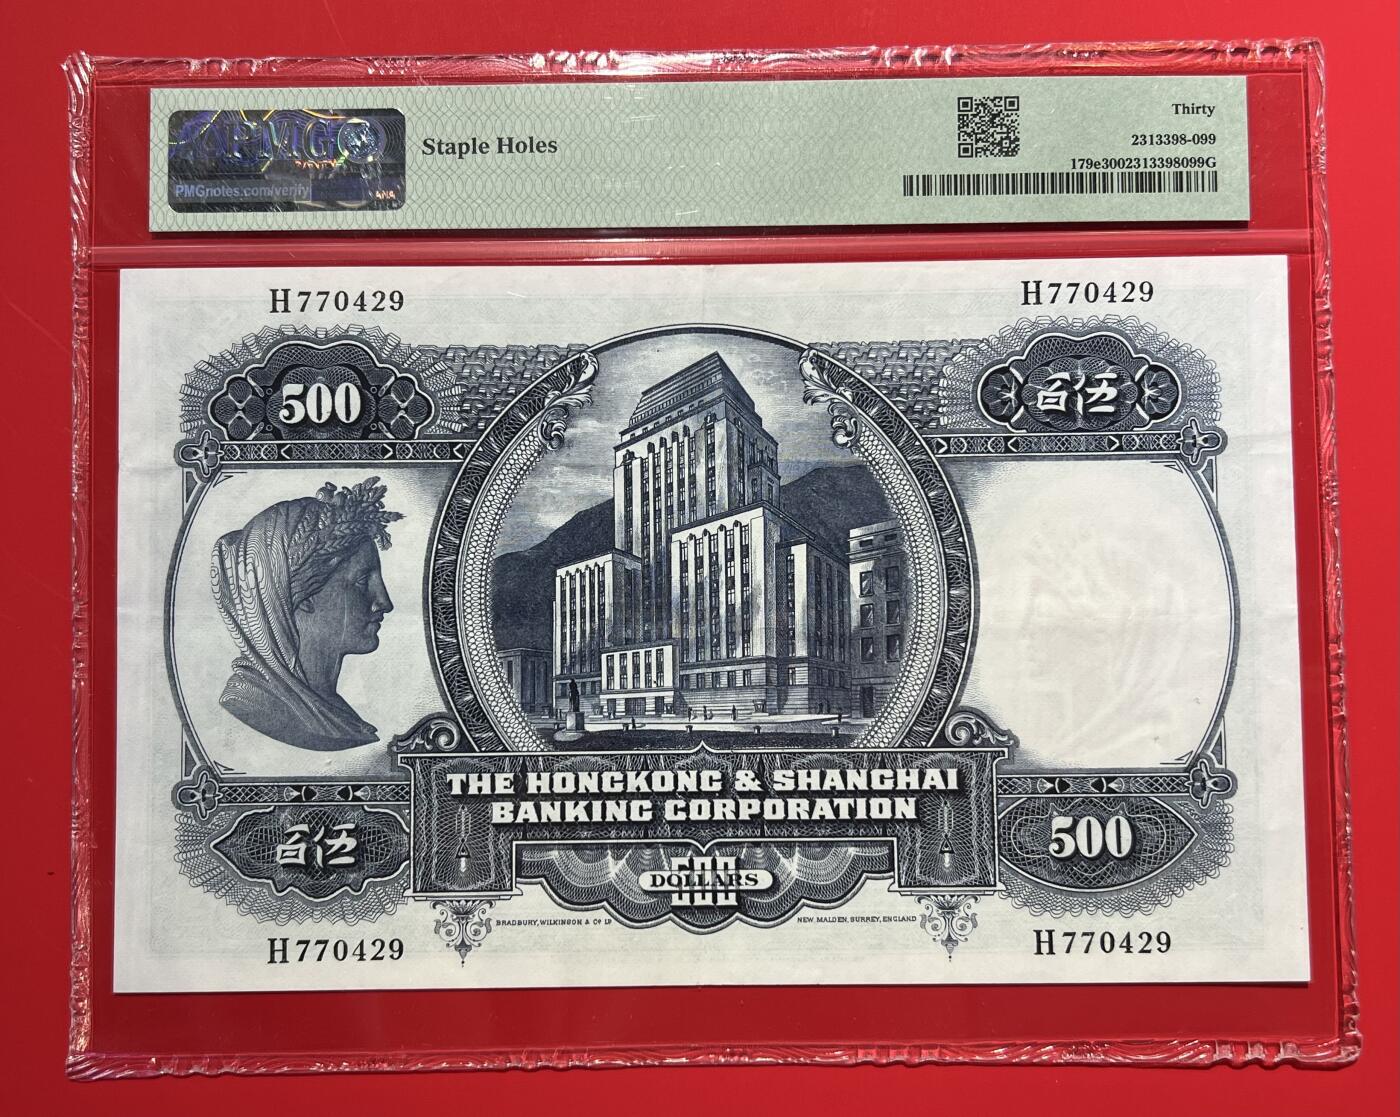 PMG
PMGnotes.com/verify
ANA
Staple Holes
Thirty
2313398-099
179e3002313398099G
H770429
H770429
500
百伍
THE HONGKONG & SHANGHAI
BANKING CORPORATION
百伍
500
500
DOLLARS
BRADBURY, WILKINSON & Cº Lᴰ
NEW MALDEN, SURREY, ENGLAND
H770429
H770429